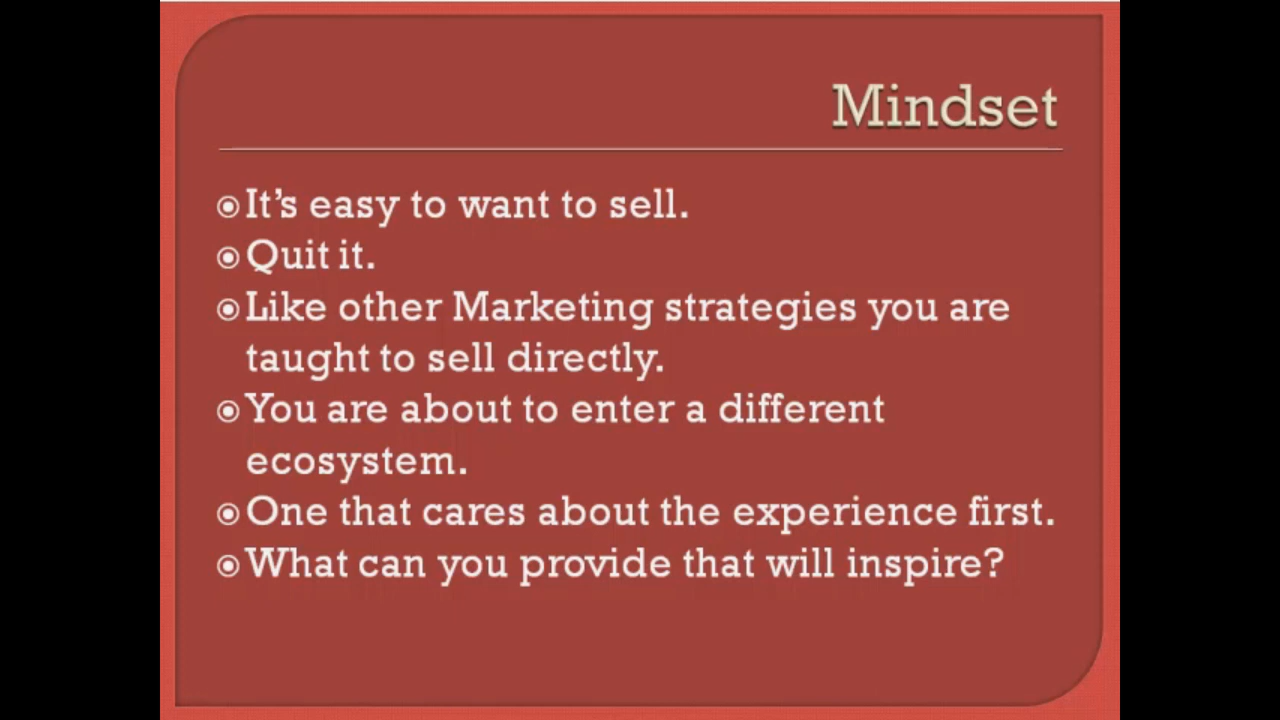 Mindset
It's easy to want to sell.
Quit it.
Like other Marketing strategies you are
taught to sell directly.
You are about to enter a different
ecosystem.
One that cares about the experience first.
What can you provide that will inspire?